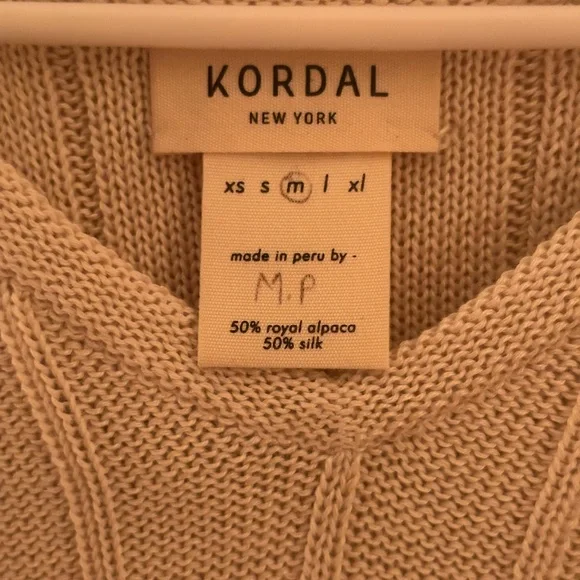 KORDAL
NEW YORK
xs s m l xl
made in peru by -
M.P
50% royal alpaca
50% silk